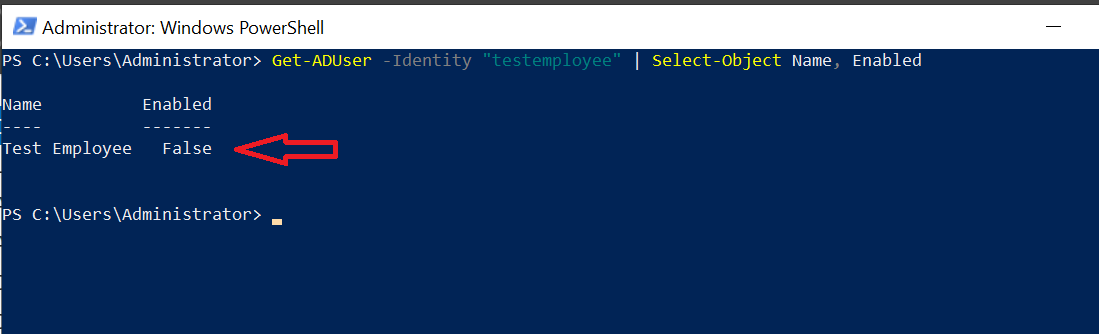 Administrator: Windows PowerShell
PS C:\Users\Administrator> Get-ADUser -Identity "testemployee" | Select-Object Name, Enabled
Name          Enabled
----          -------
Test Employee   False
PS C:\Users\Administrator>